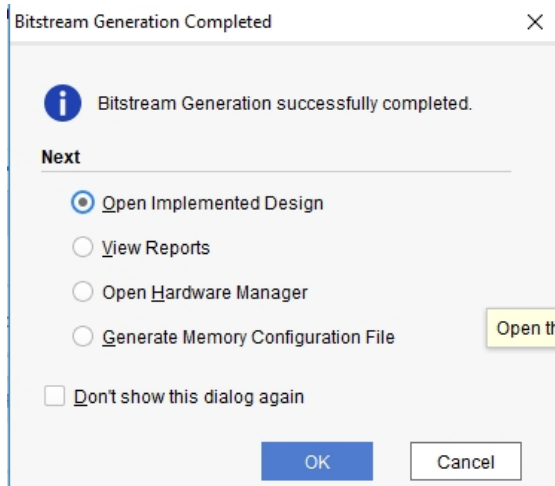 Bitstream Generation Completed
Bitstream Generation successfully completed.
Next
Open Implemented Design
View Reports
Open Hardware Manager
Generate Memory Configuration File
Open th
Don't show this dialog again
OK Cancel